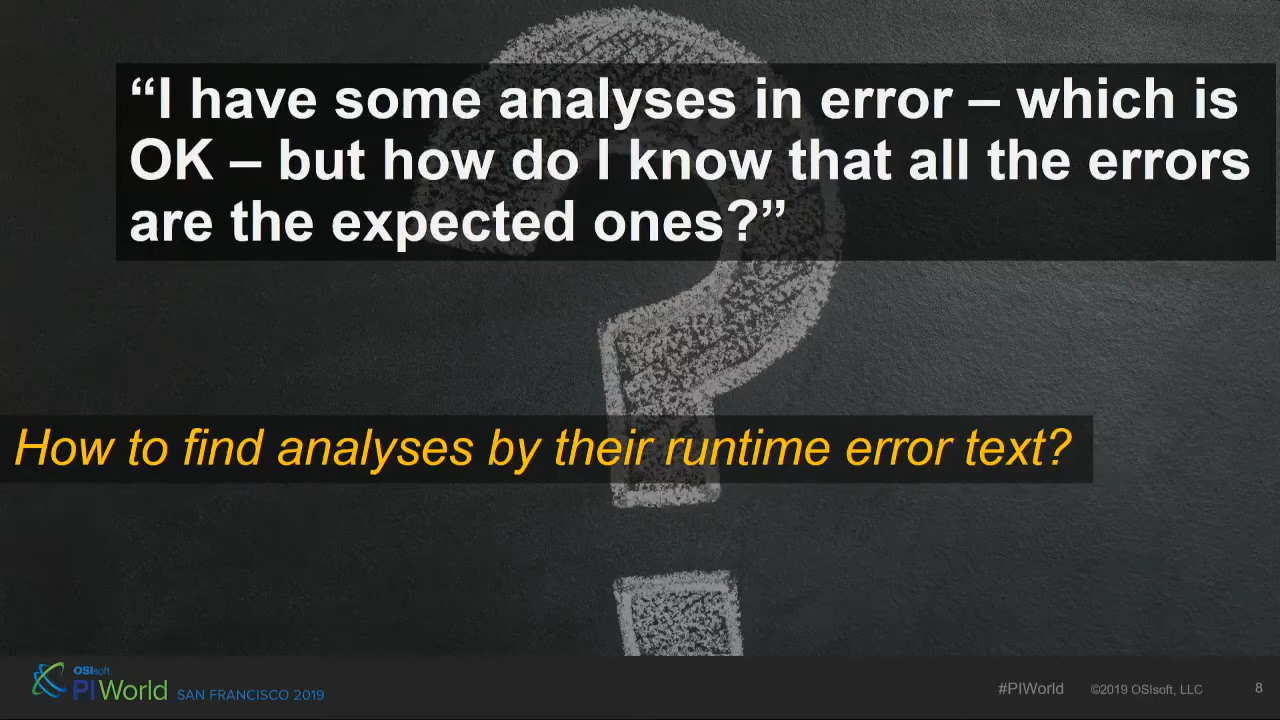 “I have some analyses in error – which is
OK – but how do I know that all the errors
are the expected ones?”
How to find analyses by their runtime error text?
OSIsoft.
PIWorld SAN FRANCISCO 2019
#PIWorld ©2019 OSIsoft, LLC 8